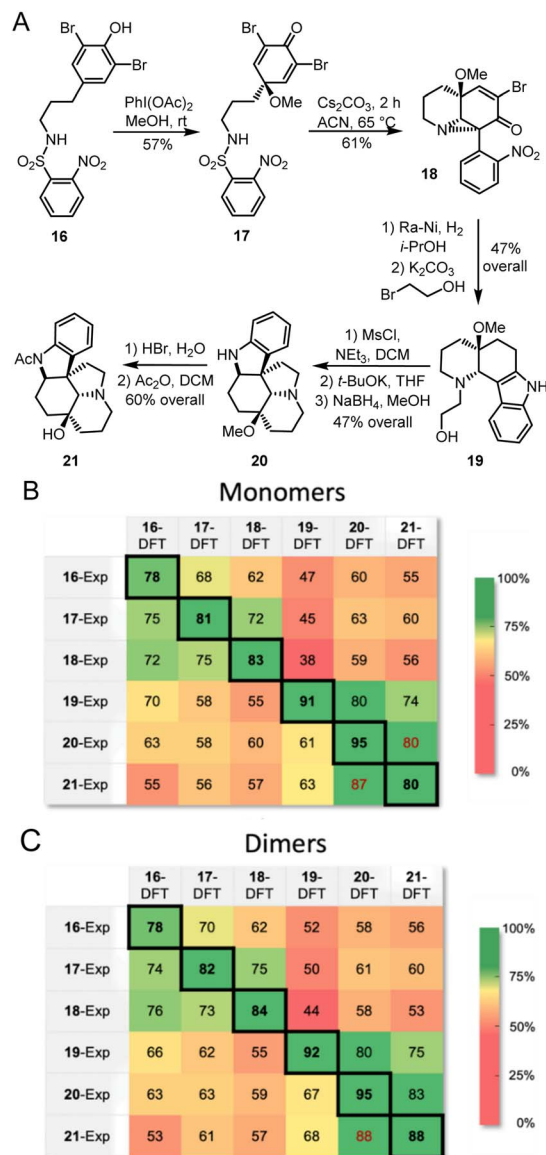 A
Br
OH
Br
NH
SO2
NO2
16
PhI(OAc)2
MeOH, rt
57%
Br
O
Br
OMe
NH
SO2
NO2
17
Cs2CO3, 2 h
ACN, 65 °C
61%
OMe
Br
N
O
NO2
18
1) Ra-Ni, H2
i-PrOH
2) K2CO3
Br
OH
47%
overall
OMe
N
NH
OH
19
1) MsCl,
NEt3, DCM
2) t-BuOK, THF
3) NaBH4, MeOH
47% overall
HN
N
MeO
20
1) HBr, H2O
2) Ac2O, DCM
60% overall
Ac
N
N
HO
21
B
Monomers
16-DFT 17-DFT 18-DFT 19-DFT 20-DFT 21-DFT
16-Exp 78 68 62 47 60 55
17-Exp 75 81 72 45 63 60
18-Exp 72 75 83 38 59 56
19-Exp 70 58 55 91 80 74
20-Exp 63 58 60 61 95 80
21-Exp 55 56 57 63 87 80
100%
75%
50%
25%
0%
C
Dimers
16-DFT 17-DFT 18-DFT 19-DFT 20-DFT 21-DFT
16-Exp 78 70 62 52 58 56
17-Exp 74 82 75 50 61 60
18-Exp 76 73 84 44 58 53
19-Exp 66 62 55 92 80 75
20-Exp 63 63 59 67 95 83
21-Exp 53 61 57 68 88 88
100%
75%
50%
25%
0%